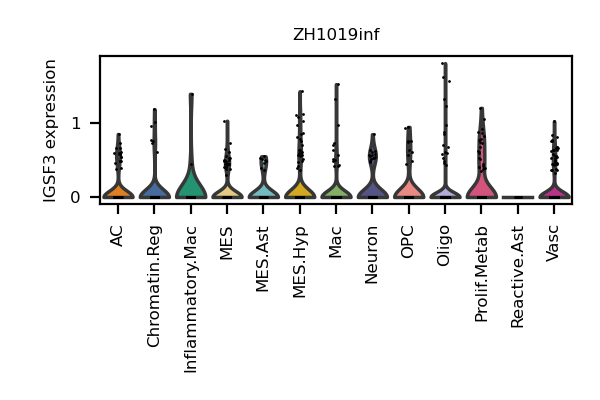 ZH1019inf
IGSF3 expression
1
0
AC
Chromatin.Reg
Inflammatory.Mac
MES
MES.Ast
MES.Hyp
Mac
Neuron
OPC
Oligo
Prolif.Metab
Reactive.Ast
Vasc